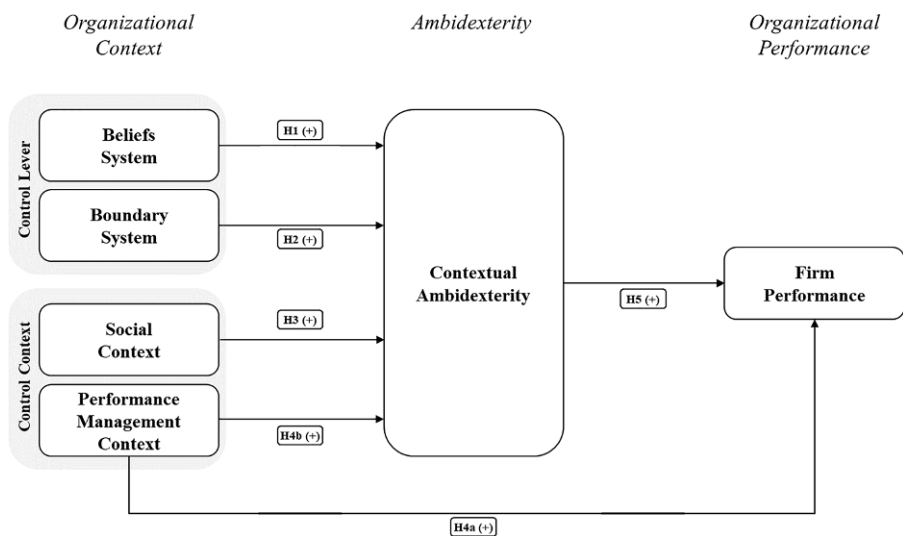 Organizational
Context
Ambidexterity
Organizational
Performance
Control Lever
Beliefs
System
H1 (+)
Boundary
System
H2 (+)
Contextual
Ambidexterity
H5 (+)
Firm
Performance
Control Context
Social
Context
H3 (+)
Performance
Management
Context
H4b (+)
H4a (+)